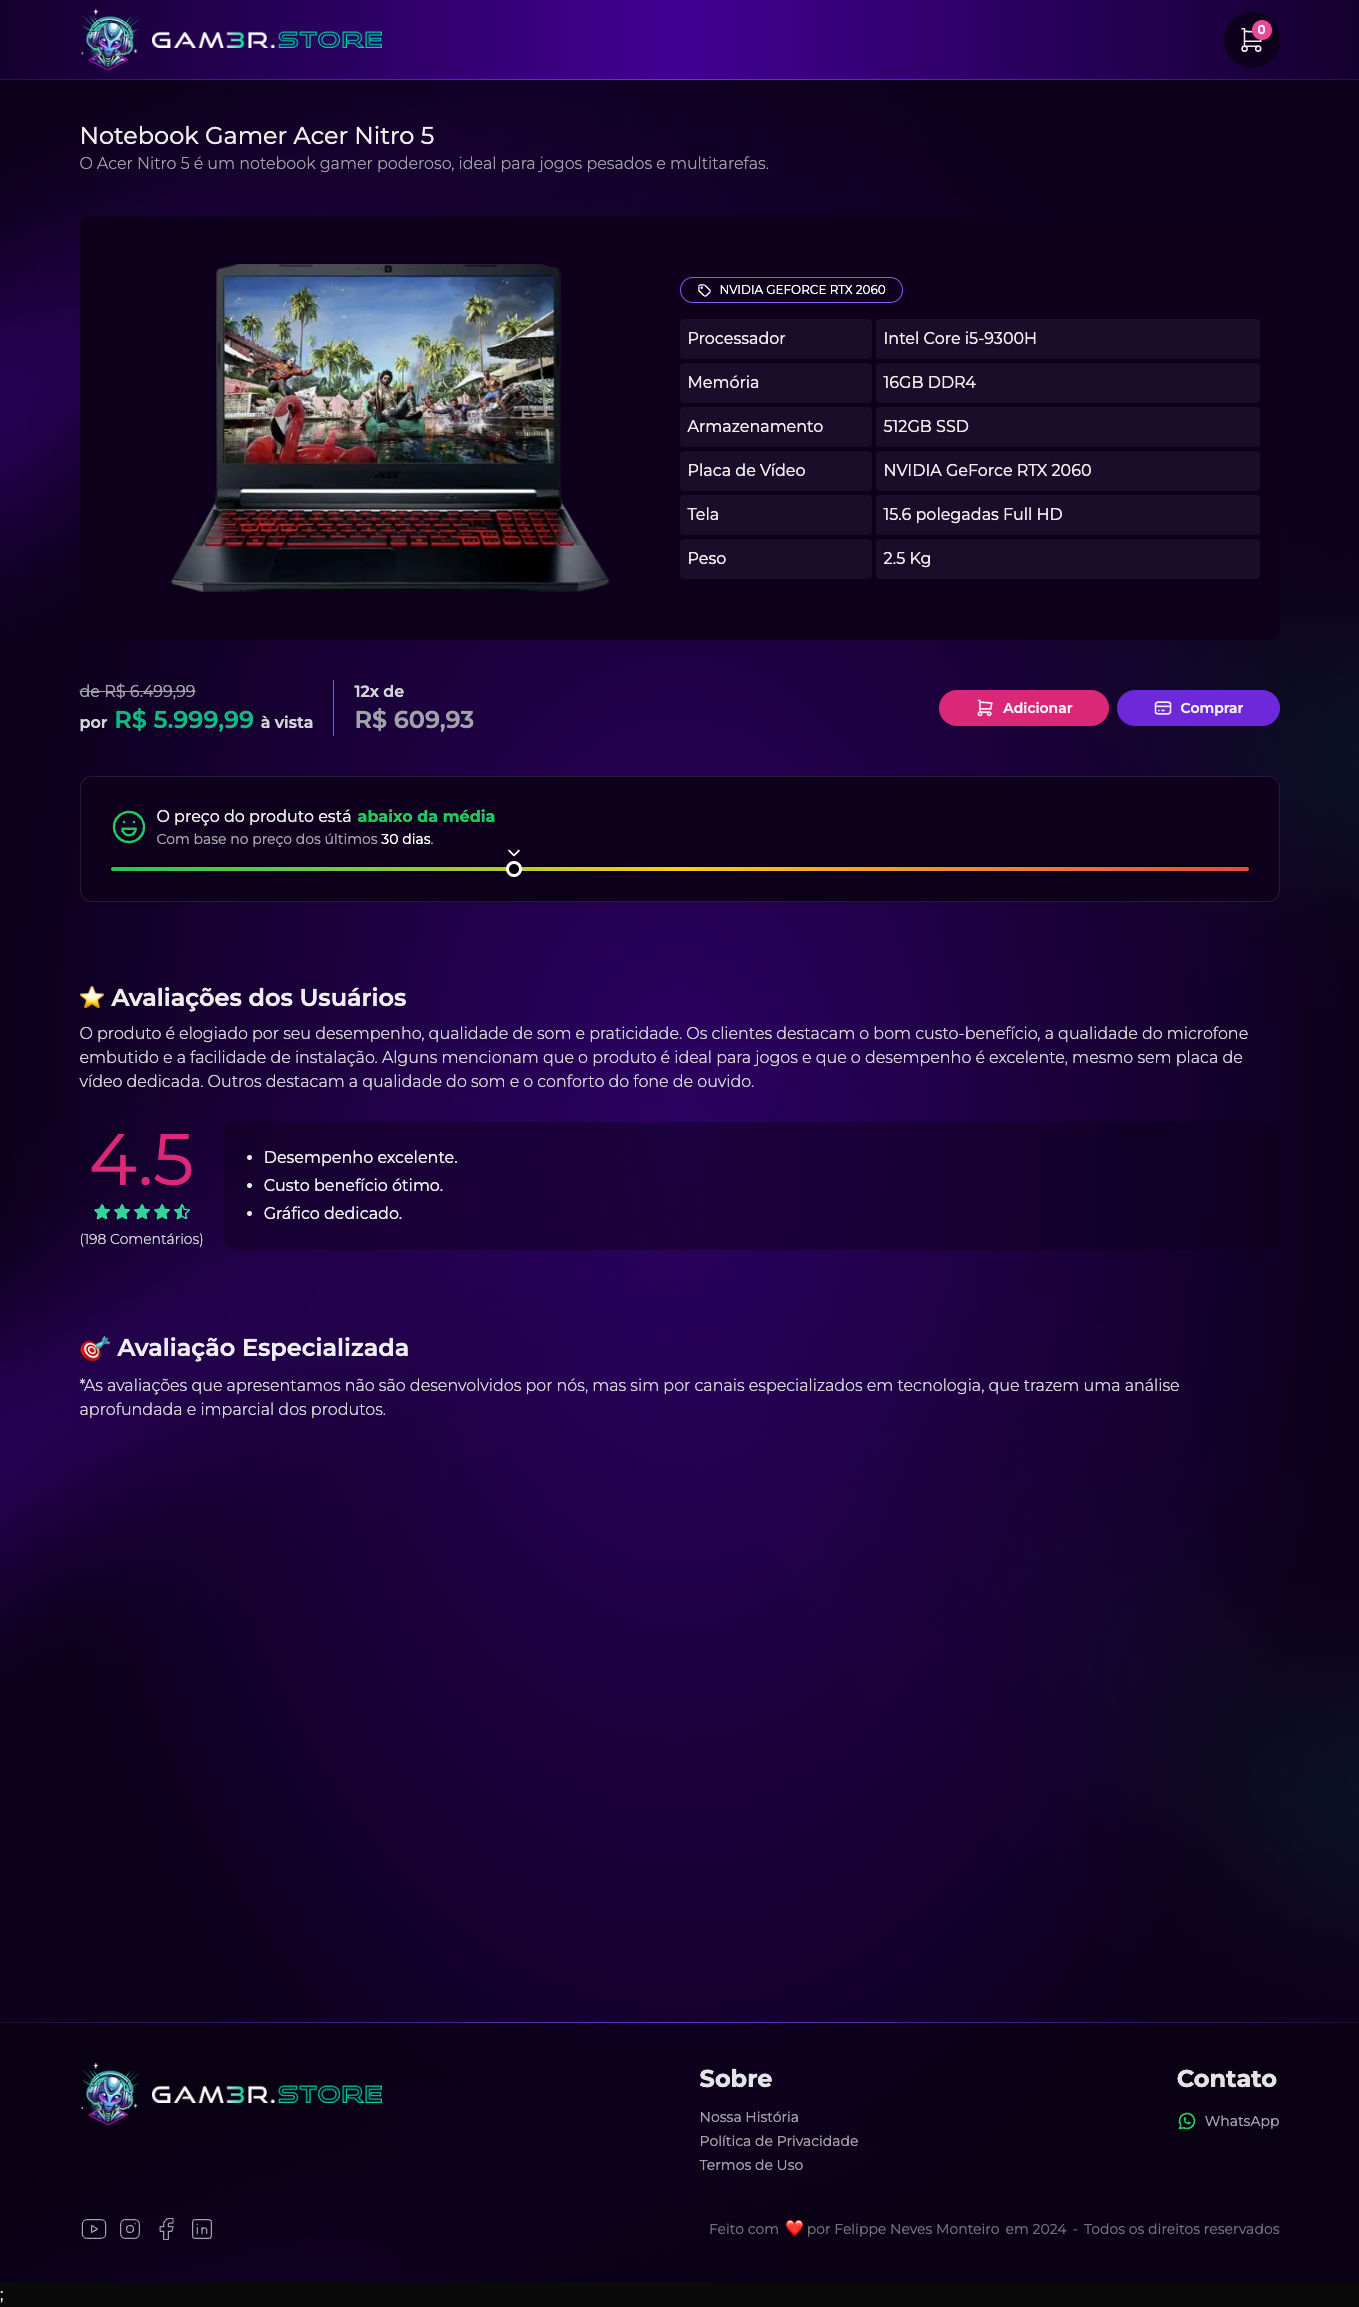 GAM3R.STORE
0
Notebook Gamer Acer Nitro 5
O Acer Nitro 5 é um notebook gamer poderoso, ideal para jogos pesados e multitarefas.
NVIDIA GEFORCE RTX 2060
Processador Intel Core i5-9300H
Memória 16GB DDR4
Armazenamento 512GB SSD
Placa de Vídeo NVIDIA GeForce RTX 2060
Tela 15.6 polegadas Full HD
Peso 2.5 Kg
de R$ 6.499,99
por R$ 5.999,99 à vista
12x de
R$ 609,93
Adicionar
Comprar
O preço do produto está abaixo da média
Com base no preço dos últimos 30 dias.
⭐ Avaliações dos Usuários
O produto é elogiado por seu desempenho, qualidade de som e praticidade. Os clientes destacam o bom custo-benefício, a qualidade do microfone
embutido e a facilidade de instalação. Alguns mencionam que o produto é ideal para jogos e que o desempenho é excelente, mesmo sem placa de
vídeo dedicada. Outros destacam a qualidade do som e o conforto do fone de ouvido.
4.5
(198 Comentários)
• Desempenho excelente.
• Custo benefício ótimo.
• Gráfico dedicado.
🎯 Avaliação Especializada
*As avaliações que apresentamos não são desenvolvidos por nós, mas sim por canais especializados em tecnologia, que trazem uma análise
aprofundada e imparcial dos produtos.
GAM3R.STORE
Sobre
Nossa História
Política de Privacidade
Termos de Uso
Contato
WhatsApp
Feito com ❤️ por Felippe Neves Monteiro em 2024 - Todos os direitos reservados
;